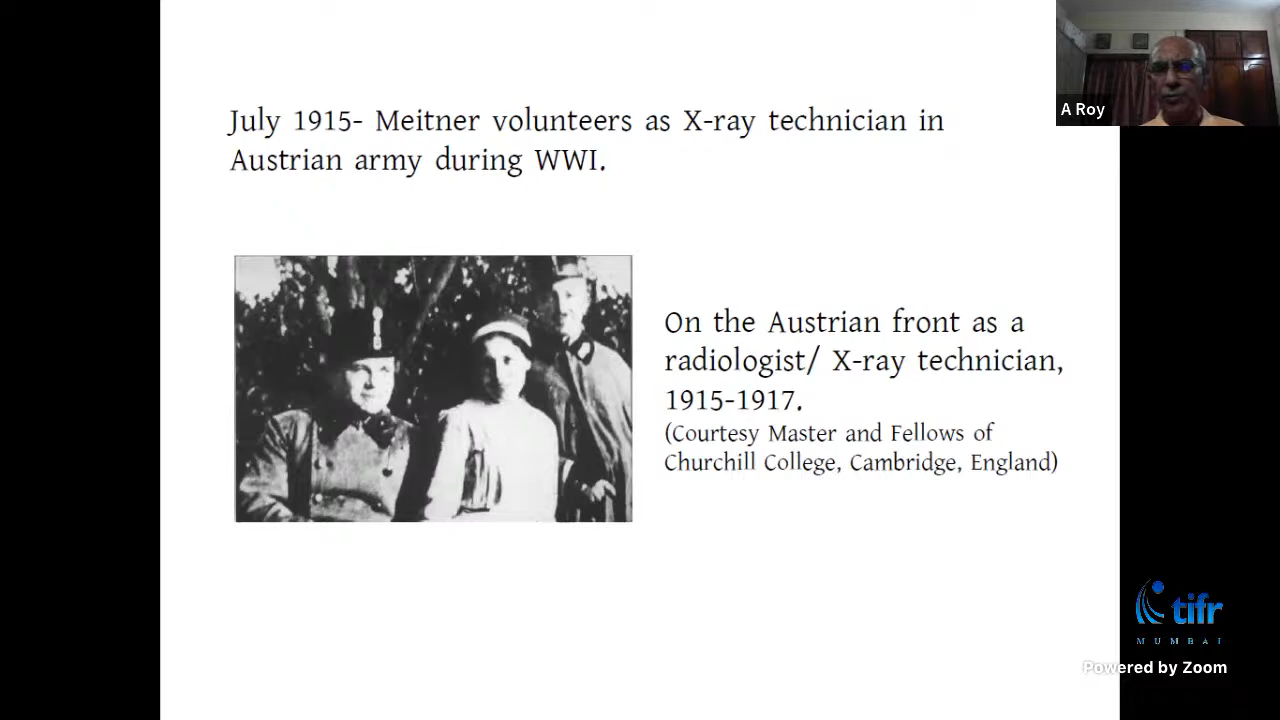 July 1915- Meitner volunteers as X-ray technician in
Austrian army during WWI.
A Roy
On the Austrian front as a
radiologist/ X-ray technician,
1915-1917.
(Courtesy Master and Fellows of
Churchill College, Cambridge, England)
tifr
MUMBAI
Powered by Zoom